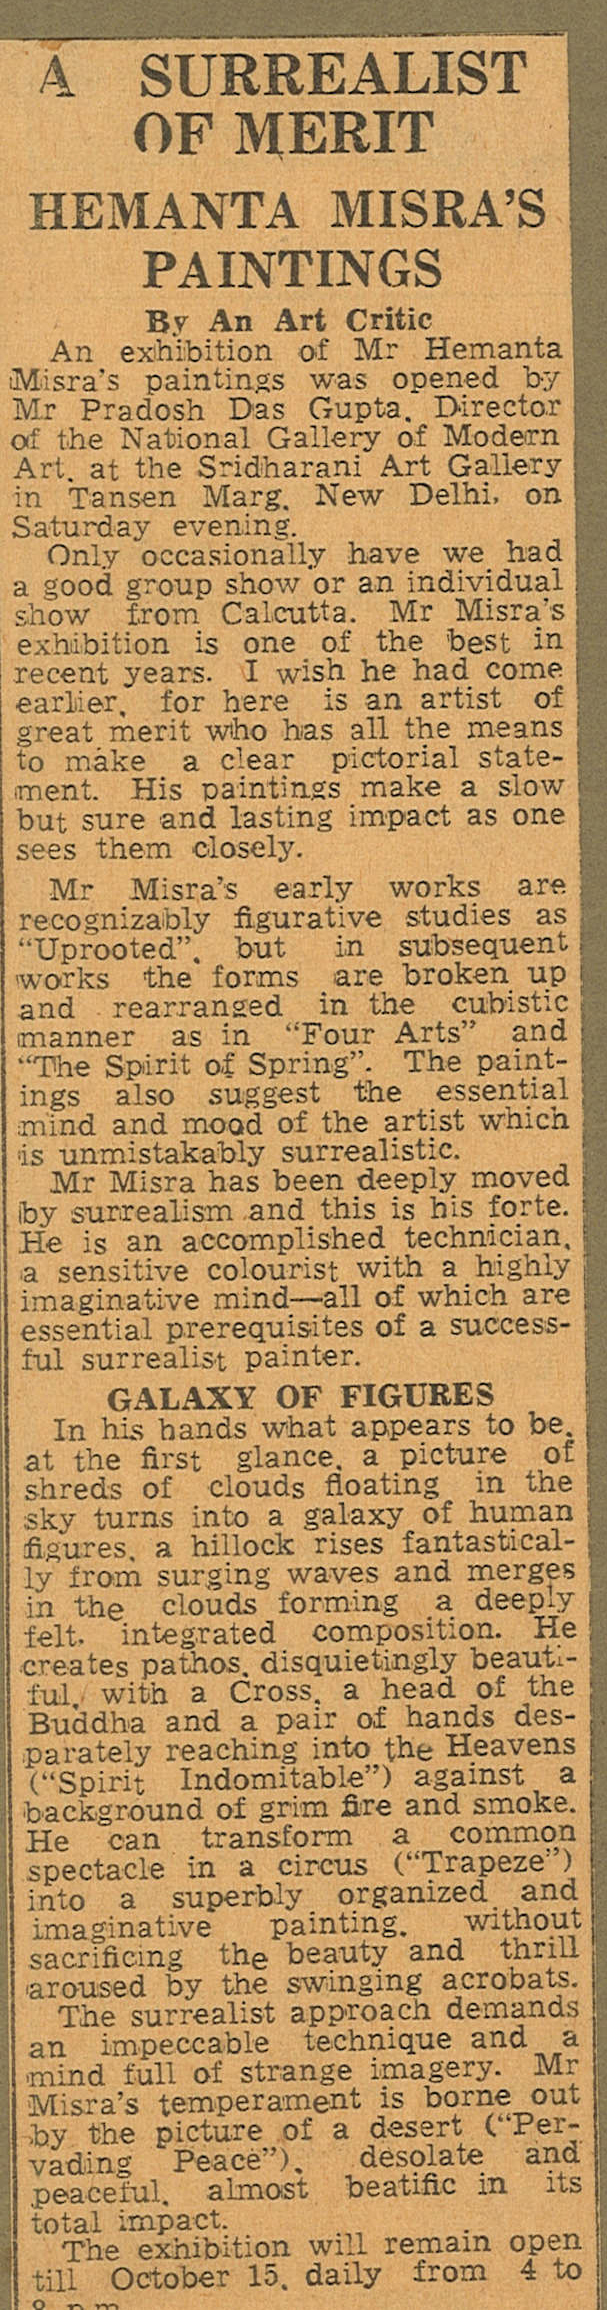 A SURREALIST
OF MERIT
HEMANTA MISRA'S
PAINTINGS
By An Art Critic
An exhibition of Mr Hemanta
Misra's paintings was opened by
Mr Pradosh Das Gupta, Director
of the National Gallery of Modern
Art, at the Sridharani Art Gallery
in Tansen Marg, New Delhi, on
Saturday evening.
Only occasionally have we had
a good group show or an individual
show from Calcutta. Mr Misra's
exhibition is one of the best in
recent years. I wish he had come
earlier, for here is an artist of
great merit who has all the means
to make a clear pictorial state-
ment. His paintings make a slow
but sure and lasting impact as one
sees them closely.
Mr Misra's early works are
recognizably figurative studies as
"Uprooted", but in subsequent
works the forms are broken up
and rearranged in the cubistic
manner as in "Four Arts" and
"The Spirit of Spring". The paint-
ings also suggest the essential
mind and mood of the artist which
is unmistakably surrealistic.
Mr Misra has been deeply moved
by surrealism and this is his forte.
He is an accomplished technician,
a sensitive colourist with a highly
imaginative mind—all of which are
essential prerequisites of a success-
ful surrealist painter.
GALAXY OF FIGURES
In his hands what appears to be,
at the first glance, a picture of
shreds of clouds floating in the
sky turns into a galaxy of human
figures, a hillock rises fantastical-
ly from surging waves and merges
in the clouds forming a deeply
felt, integrated composition. He
creates pathos, disquietingly beauti-
ful, with a Cross, a head of the
Buddha and a pair of hands des-
parately reaching into the Heavens
("Spirit Indomitable") against a
background of grim fire and smoke.
He can transform a common
spectacle in a circus ("Trapeze")
into a superbly organized and
imaginative painting, without
sacrificing the beauty and thrill
aroused by the swinging acrobats.
The surrealist approach demands
an impeccable technique and a
mind full of strange imagery. Mr
Misra's temperament is borne out
by the picture of a desert ("Per-
vading Peace"), desolate and
peaceful, almost beatific in its
total impact.
The exhibition will remain open
till October 15, daily from 4 to
8 p.m.